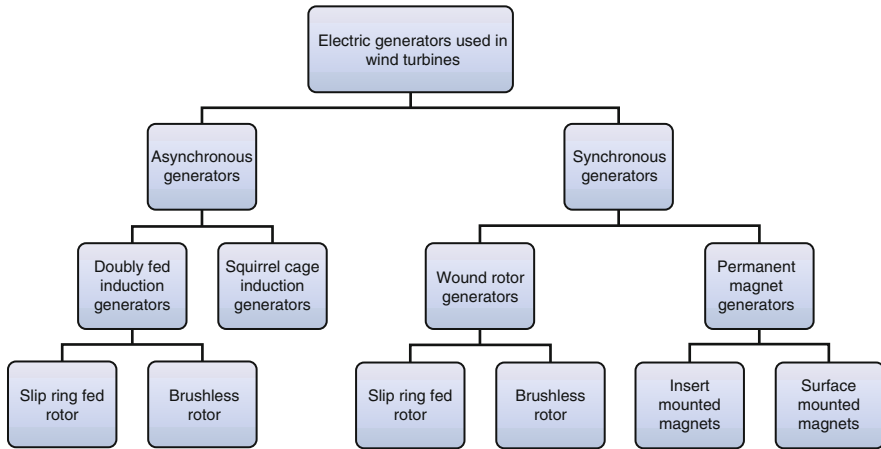 Electric generators used in
wind turbines
Asynchronous
generators
Synchronous
generators
Doubly fed
induction
generators
Squirrel cage
induction
generators
Wound rotor
generators
Permanent
magnet
generators
Slip ring fed
rotor
Brushless
rotor
Slip ring fed
rotor
Brushless
rotor
Insert
mounted
magnets
Surface
mounted
magnets